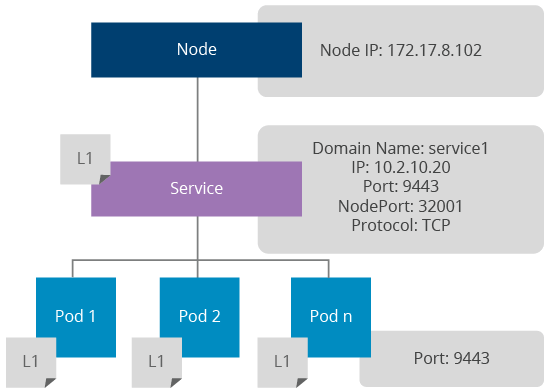 Node
Node IP: 172.17.8.102
L1
Service
Domain Name: service1
IP: 10.2.10.20
Port: 9443
NodePort: 32001
Protocol: TCP
Pod 1
Pod 2
Pod n
L1
L1
L1
Port: 9443